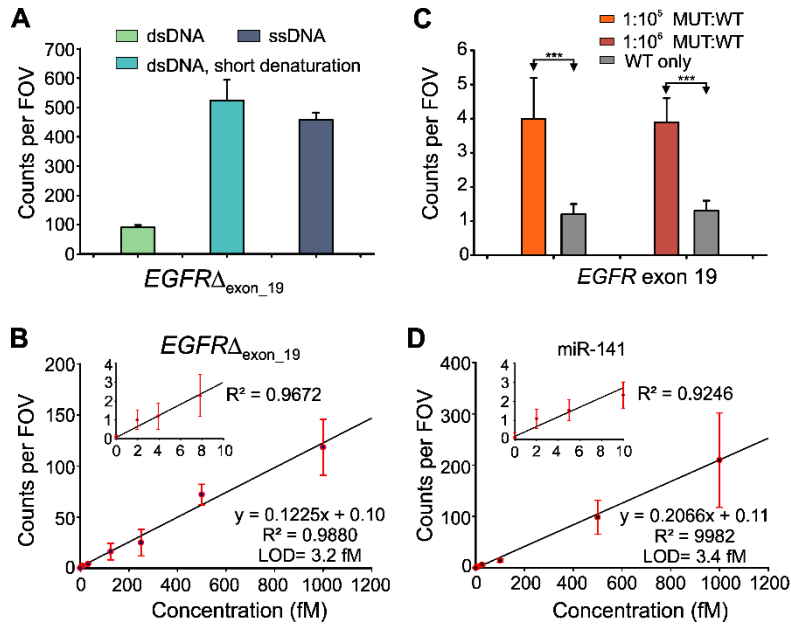 A
dsDNA
ssDNA
dsDNA, short denaturation
Counts per FOV
700
600
500
400
300
200
100
0
EGFRΔexon_19
C
1:10⁵ MUT:WT
1:10⁶ MUT:WT
WT only
Counts per FOV
6
5
4
3
2
1
0
***
***
EGFR exon 19
B
EGFRΔexon_19
Counts per FOV
200
150
100
50
0
4
3
2
1
0
0 2 4 6 8 10
R² = 0.9672
y = 0.1225x + 0.10
R² = 0.9880
LOD= 3.2 fM
0 200 400 600 800 1000 1200
Concentration (fM)
D
miR-141
Counts per FOV
400
300
200
100
0
4
3
2
1
0
0 2 4 6 8 10
R² = 0.9246
y = 0.2066x + 0.11
R² = 9982
LOD= 3.4 fM
0 200 400 600 800 1000 1200
Concentration (fM)